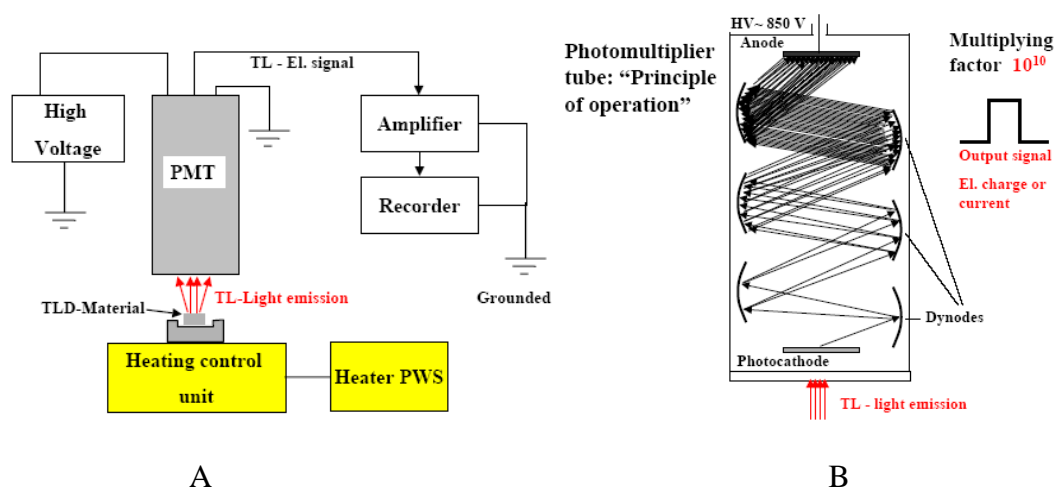 High
Voltage
PMT
TL - El. signal
Amplifier
Recorder
Grounded
TL-Light emission
TLD-Material
Heating control
unit
Heater PWS
A
Photomultiplier
tube: “Principle
of operation”
HV~ 850 V
Anode
Dynodes
Photocathode
TL - light emission
Multiplying
factor 10¹⁰
Output signal
El. charge or
current
B